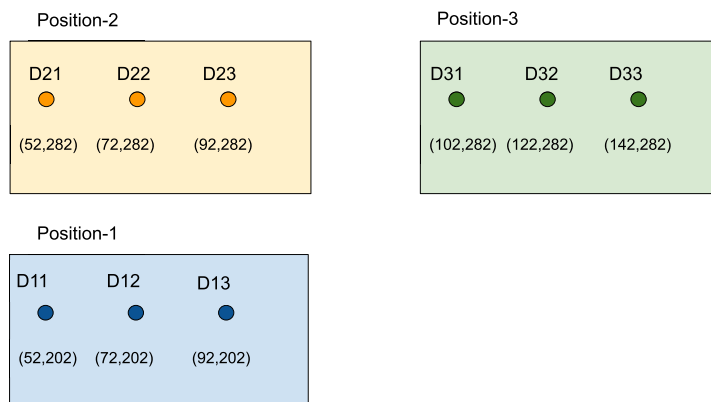 Position-2
D21 D22 D23
(52,282) (72,282) (92,282)
Position-3
D31 D32 D33
(102,282) (122,282) (142,282)
Position-1
D11 D12 D13
(52,202) (72,202) (92,202)